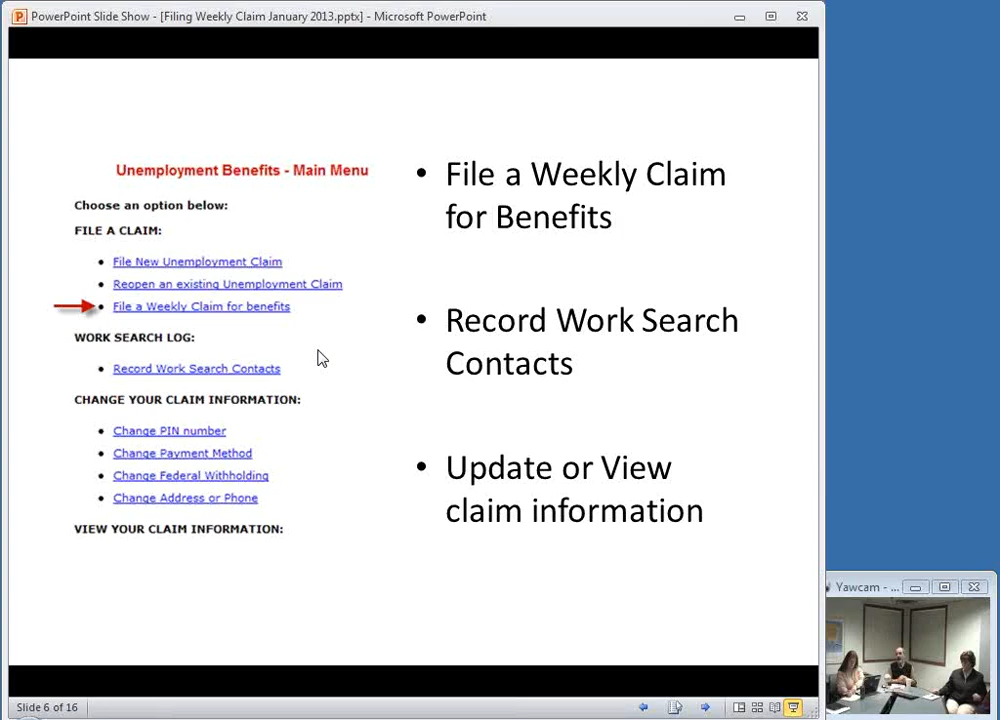 PowerPoint Slide Show - [Filing Weekly Claim January 2013.pptx] - Microsoft PowerPoint
Unemployment Benefits - Main Menu
Choose an option below:
FILE A CLAIM:
• File New Unemployment Claim
• Reopen an existing Unemployment Claim
• File a Weekly Claim for benefits
WORK SEARCH LOG:
• Record Work Search Contacts
CHANGE YOUR CLAIM INFORMATION:
• Change PIN number
• Change Payment Method
• Change Federal Withholding
• Change Address or Phone
VIEW YOUR CLAIM INFORMATION:
• File a Weekly Claim
for Benefits
• Record Work Search
Contacts
• Update or View
claim information
Yawcam - ...
Slide 6 of 16